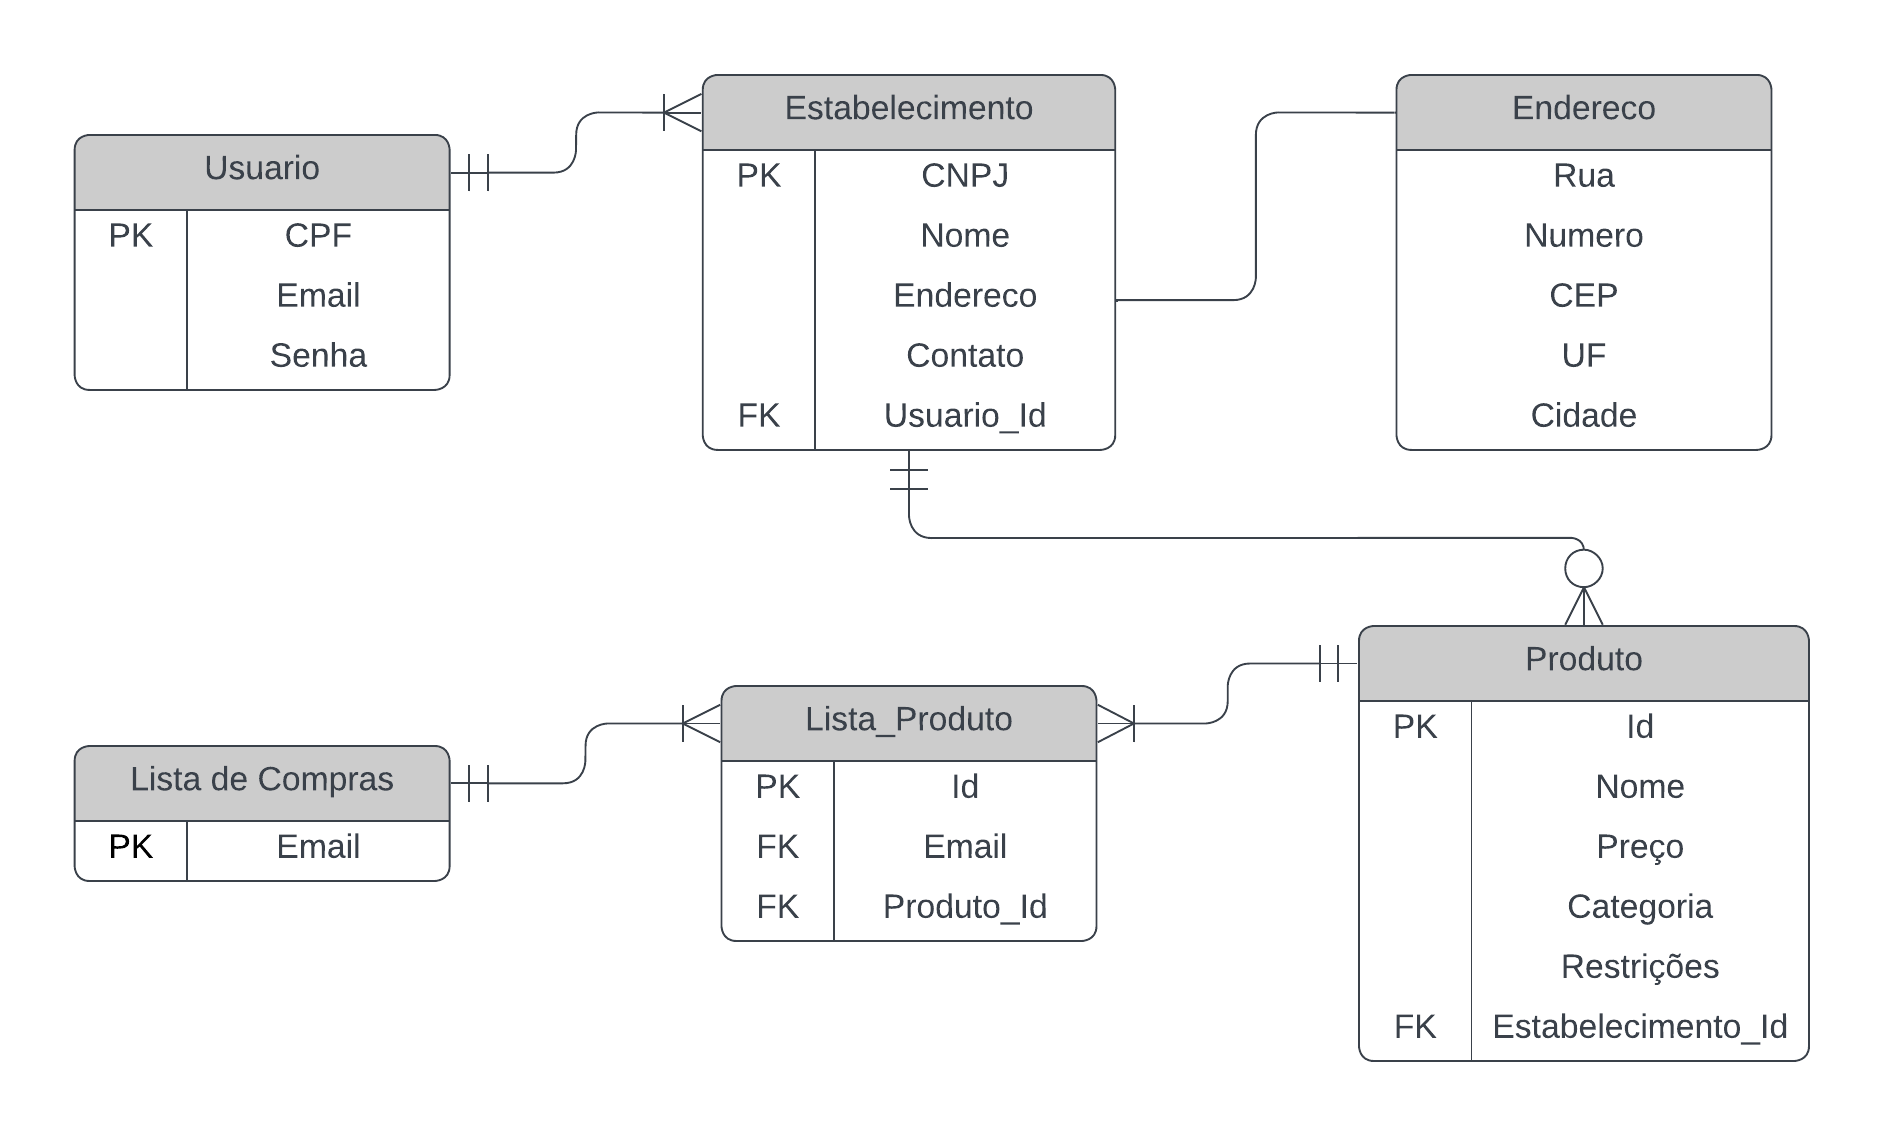 Usuario
PK CPF
Email
Senha
Estabelecimento
PK CNPJ
Nome
Endereco
Contato
FK Usuario_Id
Endereco
Rua
Numero
CEP
UF
Cidade
Lista de Compras
PK Email
Lista_Produto
PK Id
FK Email
FK Produto_Id
Produto
PK Id
Nome
Preço
Categoria
Restrições
FK Estabelecimento_Id